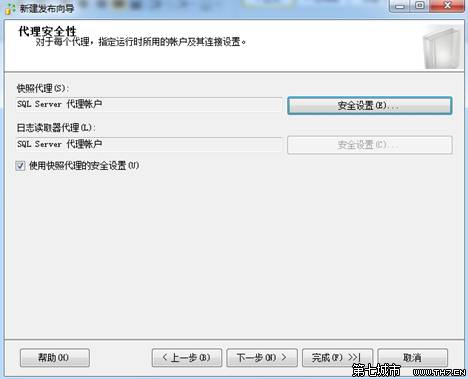 新建发布向导
代理安全性
对于每个代理，指定运行时所用的帐户及其连接设置。
快照代理(S):
SQL Server 代理帐户
安全设置(E)...
日志读取器代理(L):
SQL Server 代理帐户
安全设置(C)...
使用快照代理的安全设置(U)
帮助(H)
< 上一步(B)
下一步(N) >
完成(F) >>|
取消
第七城市
WWW.TH7.CN